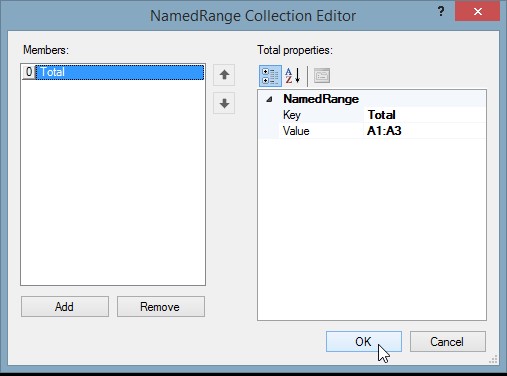 NamedRange Collection Editor
?
Members:
0 Total
Add
Remove
Total properties:
A Z
NamedRange
Key Total
Value A1:A3
OK
Cancel